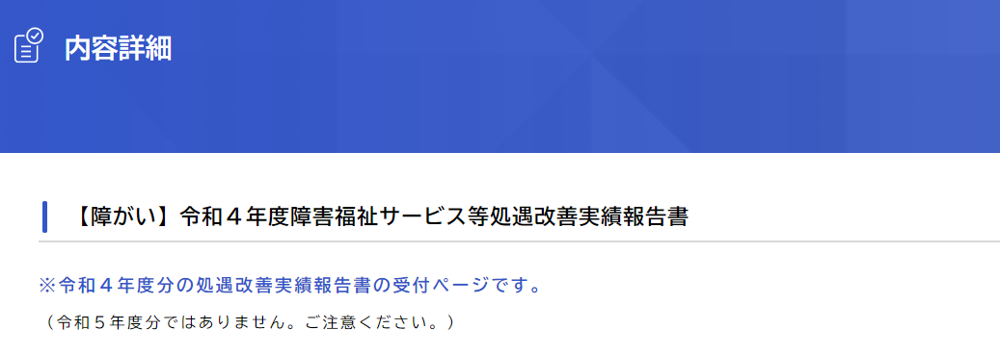 内容詳細
【障がい】令和４年度障害福祉サービス等処遇改善実績報告書
※令和４年度分の処遇改善実績報告書の受付ページです。
（令和５年度分ではありません。ご注意ください。）